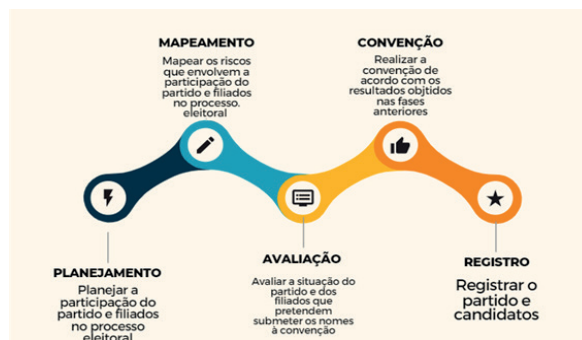 MAPEAMENTO
Mapear os riscos
que envolvem a
participação do
partido e filiados
no processo.
eleitoral
CONVENÇÃO
Realizar a
convenção de
acordo com os
resultados objtidos
nas fases
anteriores
PLANEJAMENTO
Planejar a
participação do
partido e filiados
no processo
eleitoral
AVALIAÇÃO
Avaliar a situação do
partido e dos
filiados que
pretendem
submeter os nomes
à convenção
REGISTRO
Registrar o
partido e
candidatos